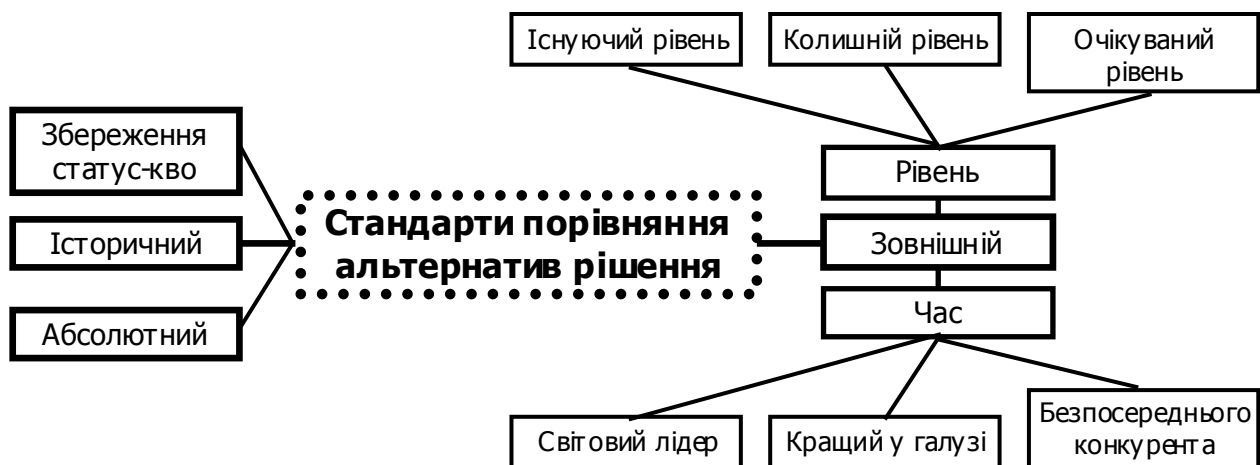 Існуючий рівень
Колишній рівень
Очікуваний
рівень
Збереження
статус-кво
Рівень
Стандарти порівняння
альтернатив рішення
Історичний
Зовнішній
Абсолютний
Час
Світовий лідер
Кращий у галузі
Безпосереднього
конкурента